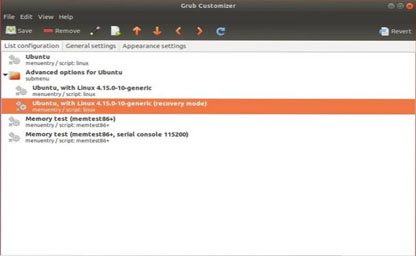 Grub Customizer
File Edit View Help
Save Remove Revert
List configuration General settings Appearance settings
Ubuntu
menuentry / script: linux
Advanced options for Ubuntu
submenu
Ubuntu, with Linux 4.15.0-10-generic
menuentry / script: linux
Ubuntu, with Linux 4.15.0-10-generic (recovery mode)
menuentry / script: linux
Memory test (memtest86+)
menuentry / script: memtest86+
Memory test (memtest86+, serial console 115200)
menuentry / script: memtest86+